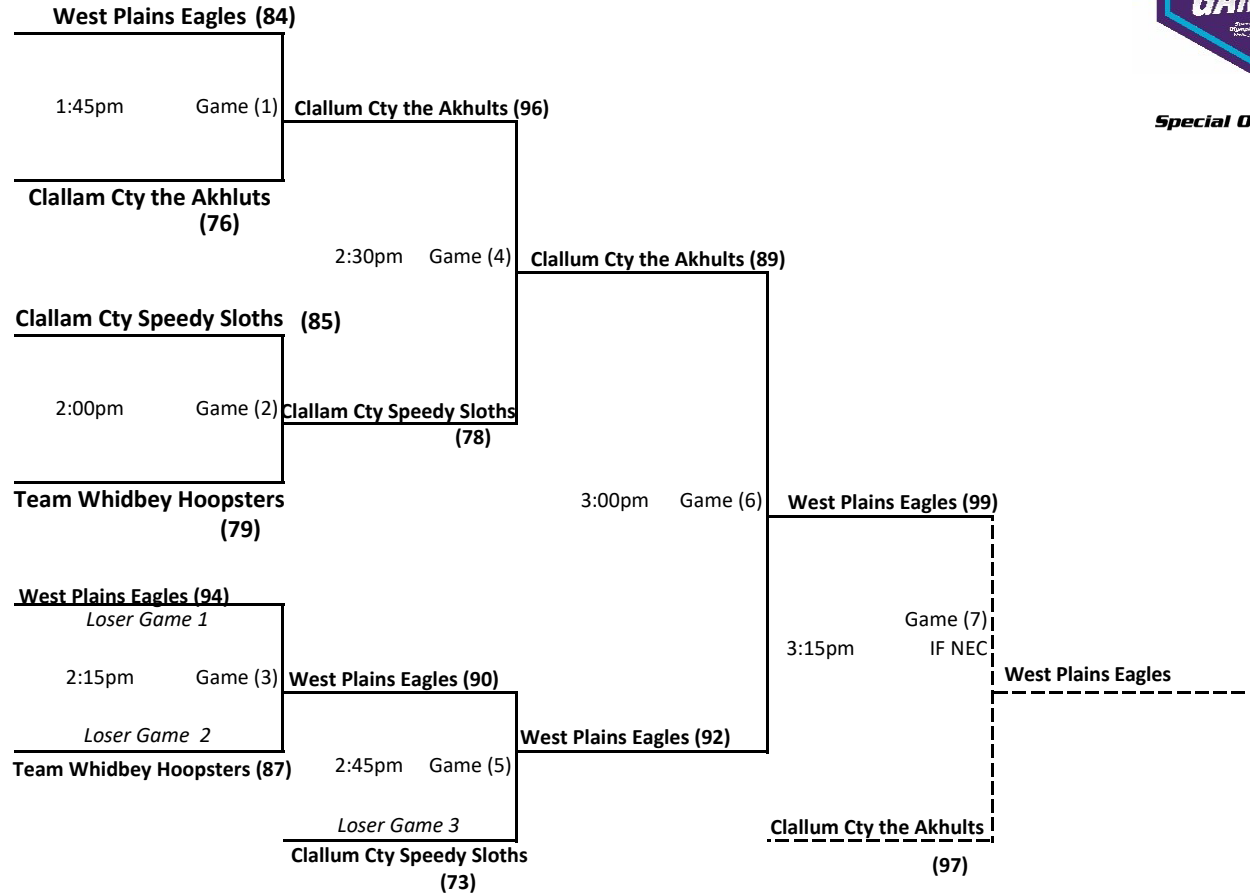 West Plains Eagles (84)
1:45pm Game (1)
Clallum Cty the Akhults (96)
Clallam Cty the Akhluts
(76)
2:30pm Game (4)
Clallum Cty the Akhults (89)
Clallam Cty Speedy Sloths (85)
2:00pm Game (2)
Clallam Cty Speedy Sloths
(78)
Team Whidbey Hoopsters
(79)
3:00pm Game (6)
West Plains Eagles (99)
West Plains Eagles (94)
Loser Game 1
2:15pm Game (3)
West Plains Eagles (90)
Loser Game 2
Team Whidbey Hoopsters (87)
West Plains Eagles (92)
2:45pm Game (5)
Loser Game 3
Clallum Cty Speedy Sloths
(73)
Game (7)
3:15pm IF NEC
West Plains Eagles
Clallum Cty the Akhults
(97)
Special